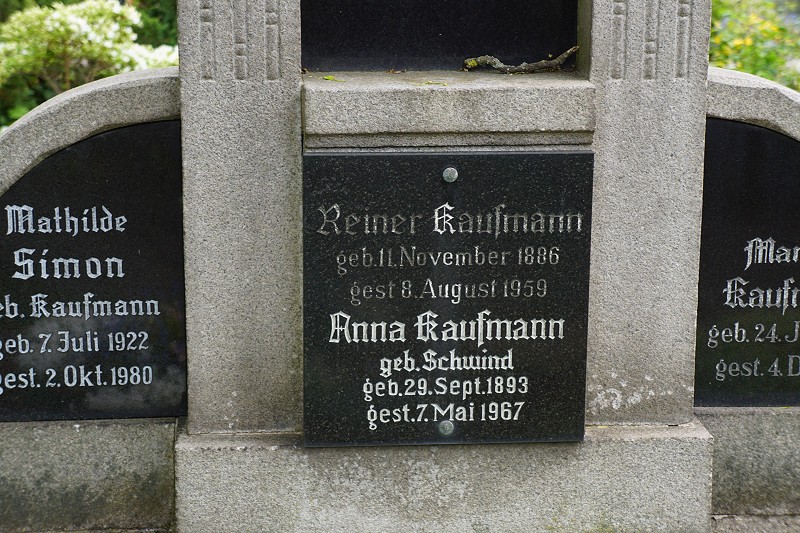 Mathilde
Simon
geb. Kaufmann
geb. 7. Juli 1922
gest. 2. Okt. 1980
Reiner Kaufmann
geb. 11. November 1886
gest 8. August 1959
Anna Kaufmann
geb. Schwind
geb. 29. Sept. 1893
gest. 7. Mai 1967
geb. 24. J
gest. 4. D